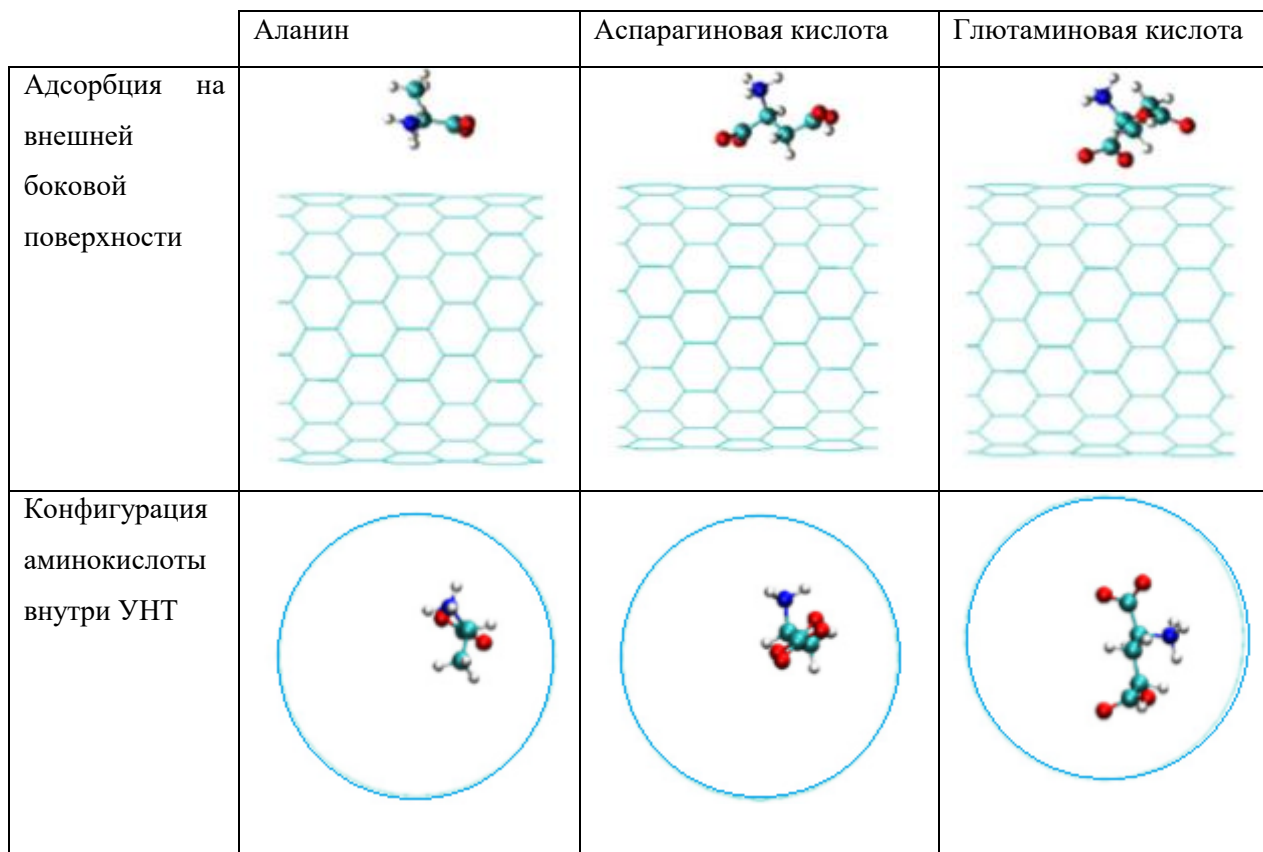 Аланин
Аспарагиновая кислота
Глютаминовая кислота
Адсорбция на
внешней
боковой
поверхности
Конфигурация
аминокислоты
внутри УНТ